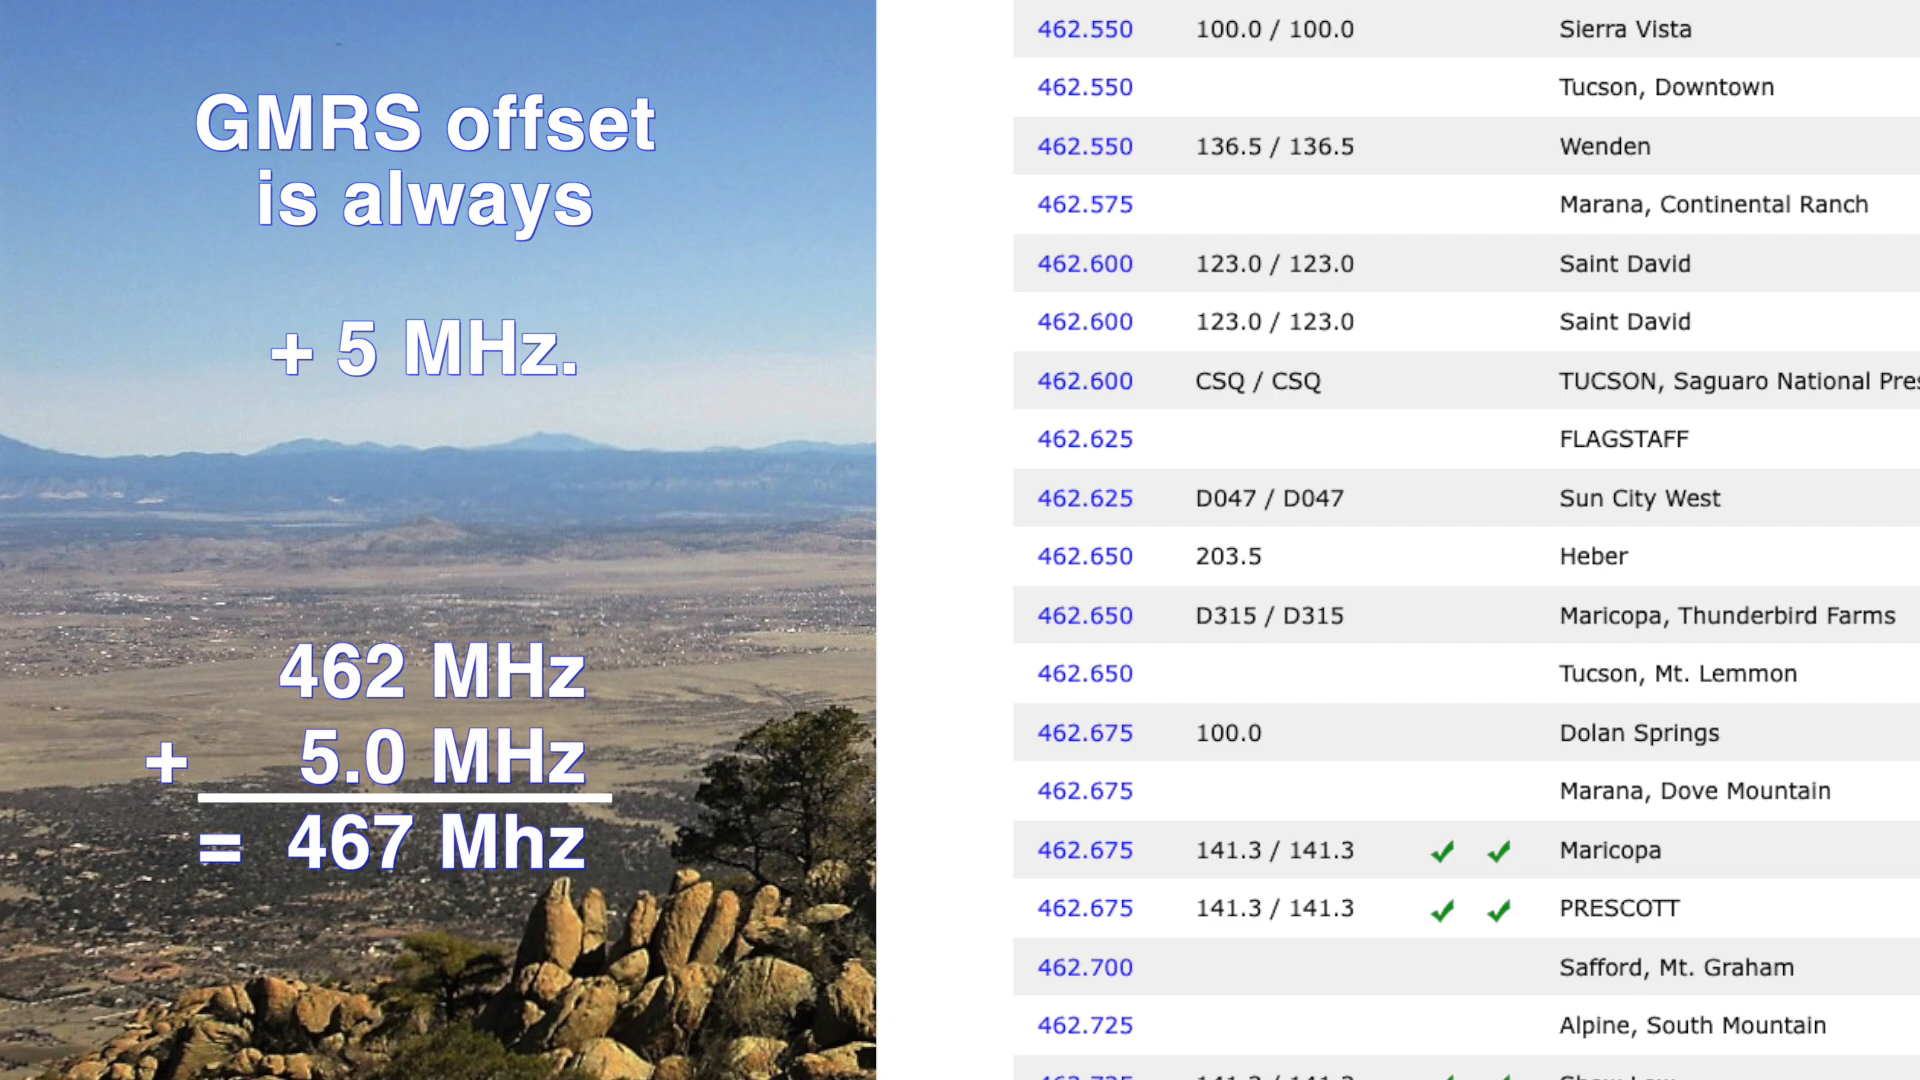 GMRS offset
is always
+ 5 MHz.
462 MHz
+ 5.0 MHz
= 467 Mhz
462.550 100.0 / 100.0 Sierra Vista
462.550 Tucson, Downtown
462.550 136.5 / 136.5 Wenden
462.575 Marana, Continental Ranch
462.600 123.0 / 123.0 Saint David
462.600 123.0 / 123.0 Saint David
462.600 CSQ / CSQ TUCSON, Saguaro National Pres
462.625 FLAGSTAFF
462.625 D047 / D047 Sun City West
462.650 203.5 Heber
462.650 D315 / D315 Maricopa, Thunderbird Farms
462.650 Tucson, Mt. Lemmon
462.675 100.0 Dolan Springs
462.675 Marana, Dove Mountain
462.675 141.3 / 141.3 Maricopa
462.675 141.3 / 141.3 PRESCOTT
462.700 Safford, Mt. Graham
462.725 Alpine, South Mountain